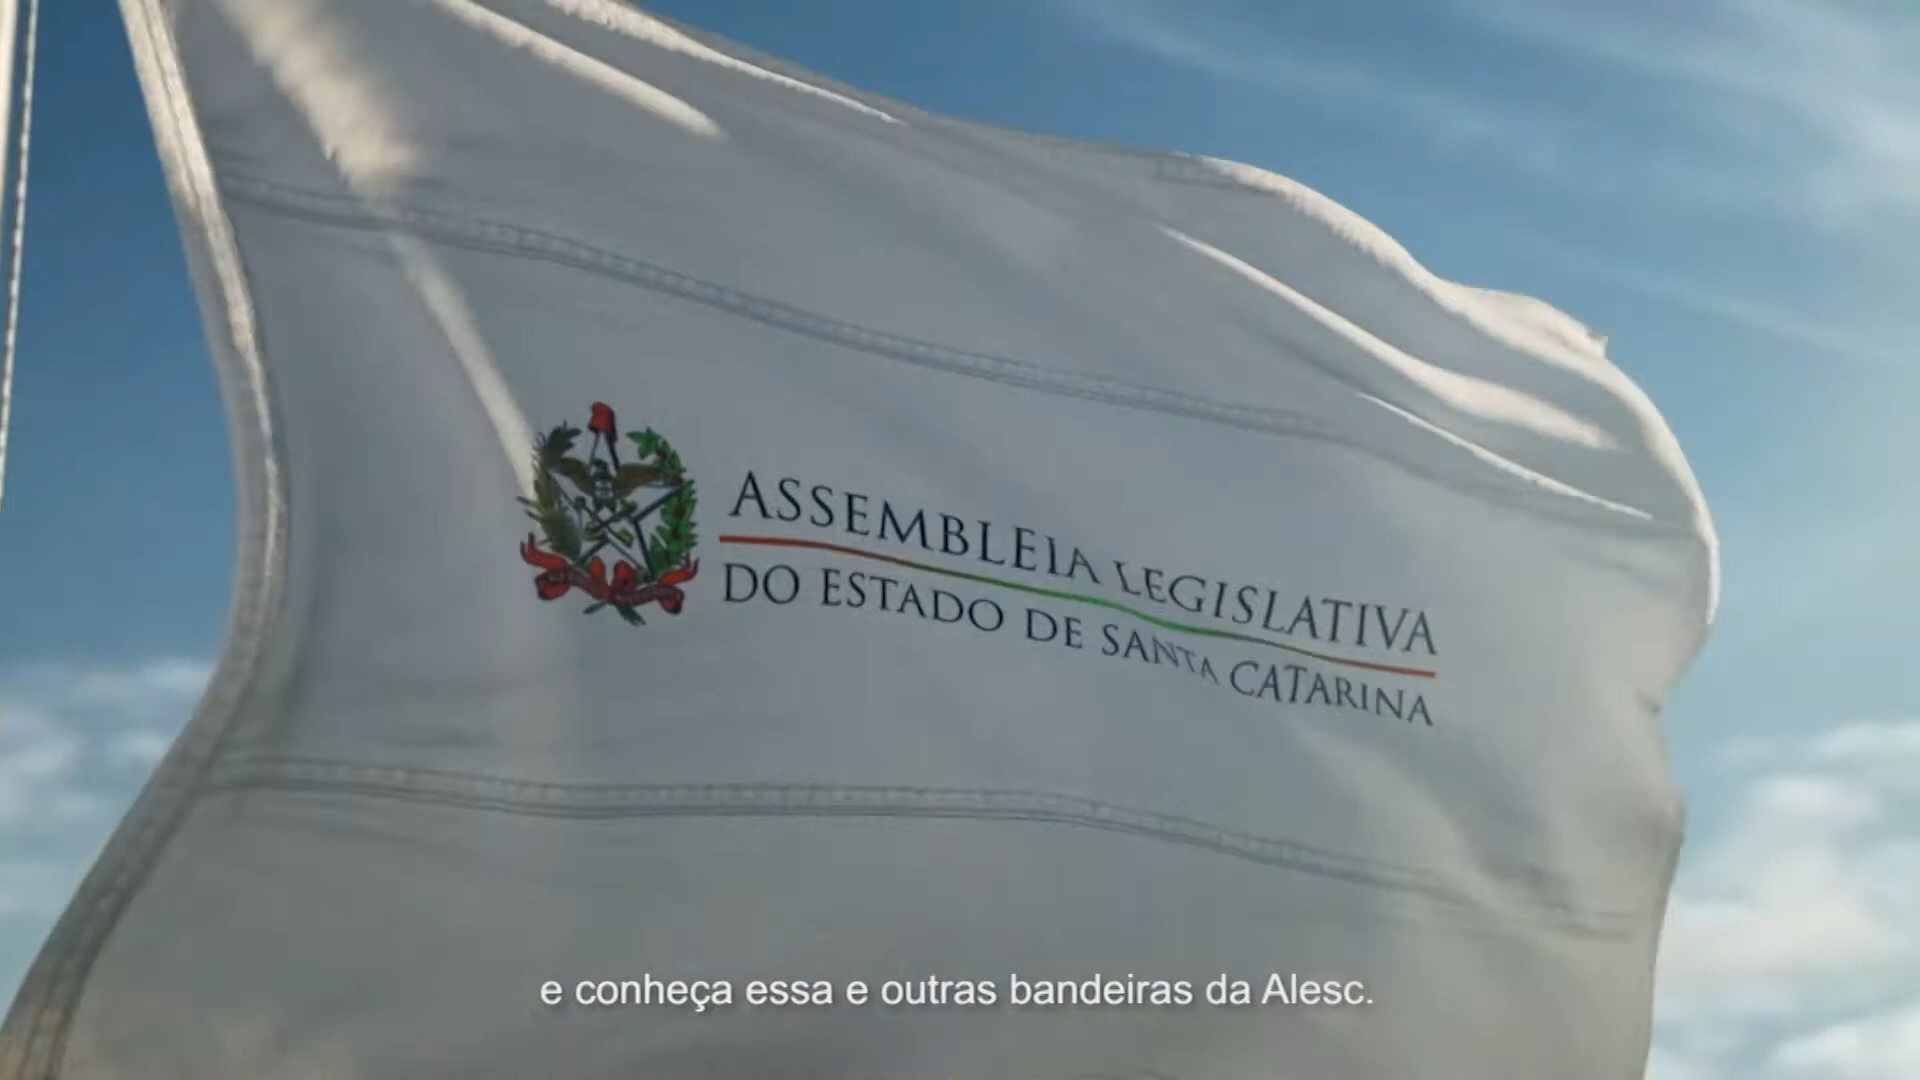 ASSEMBLEIA LEGISLATIVA
DO ESTADO DE SANTA CATARINA
e conheça essa e outras bandeiras da Alesc.